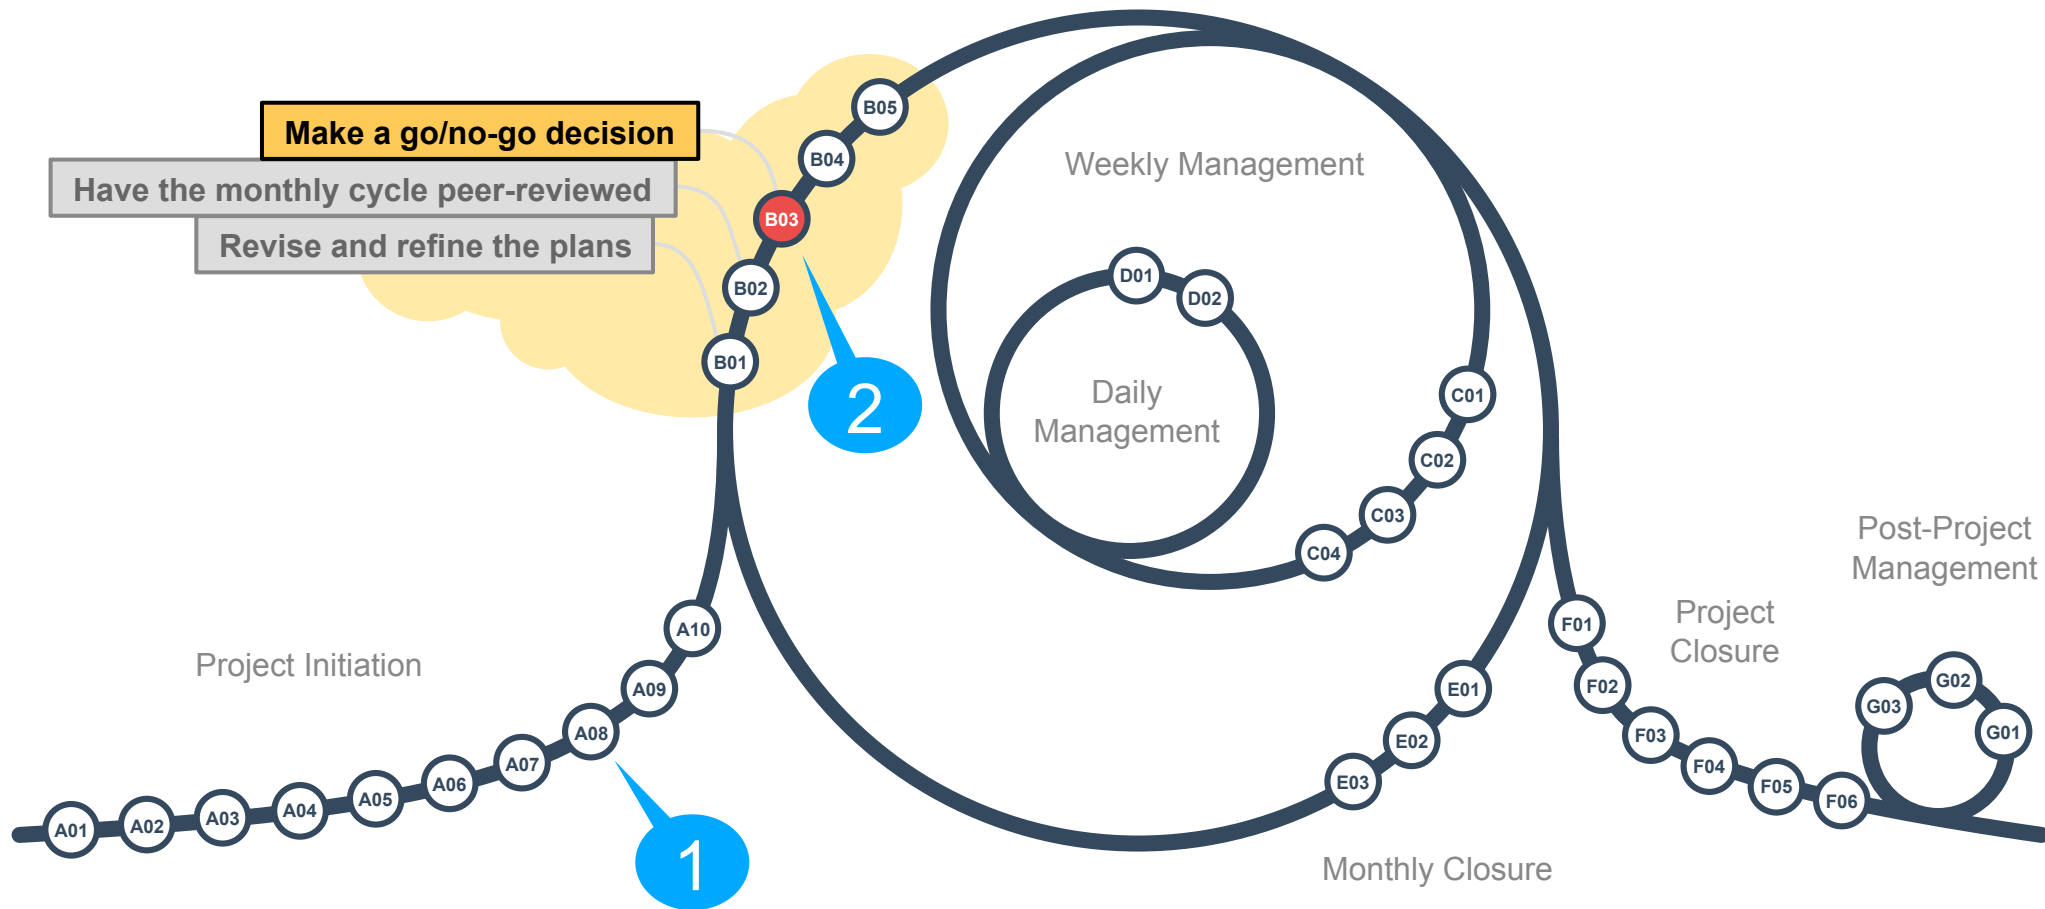 Make a go/no-go decision
Have the monthly cycle peer-reviewed
Revise and refine the plans
B05
B04
B03
B02
B01
2
Weekly Management
D01
D02
Daily
Management
C01
C02
C03
C04
Project Initiation
A01
A02
A03
A04
A05
A06
A07
A08
A09
A10
1
E01
E02
E03
Monthly Closure
Project
Closure
F01
F02
F03
F04
F05
F06
Post-Project
Management
G03
G02
G01